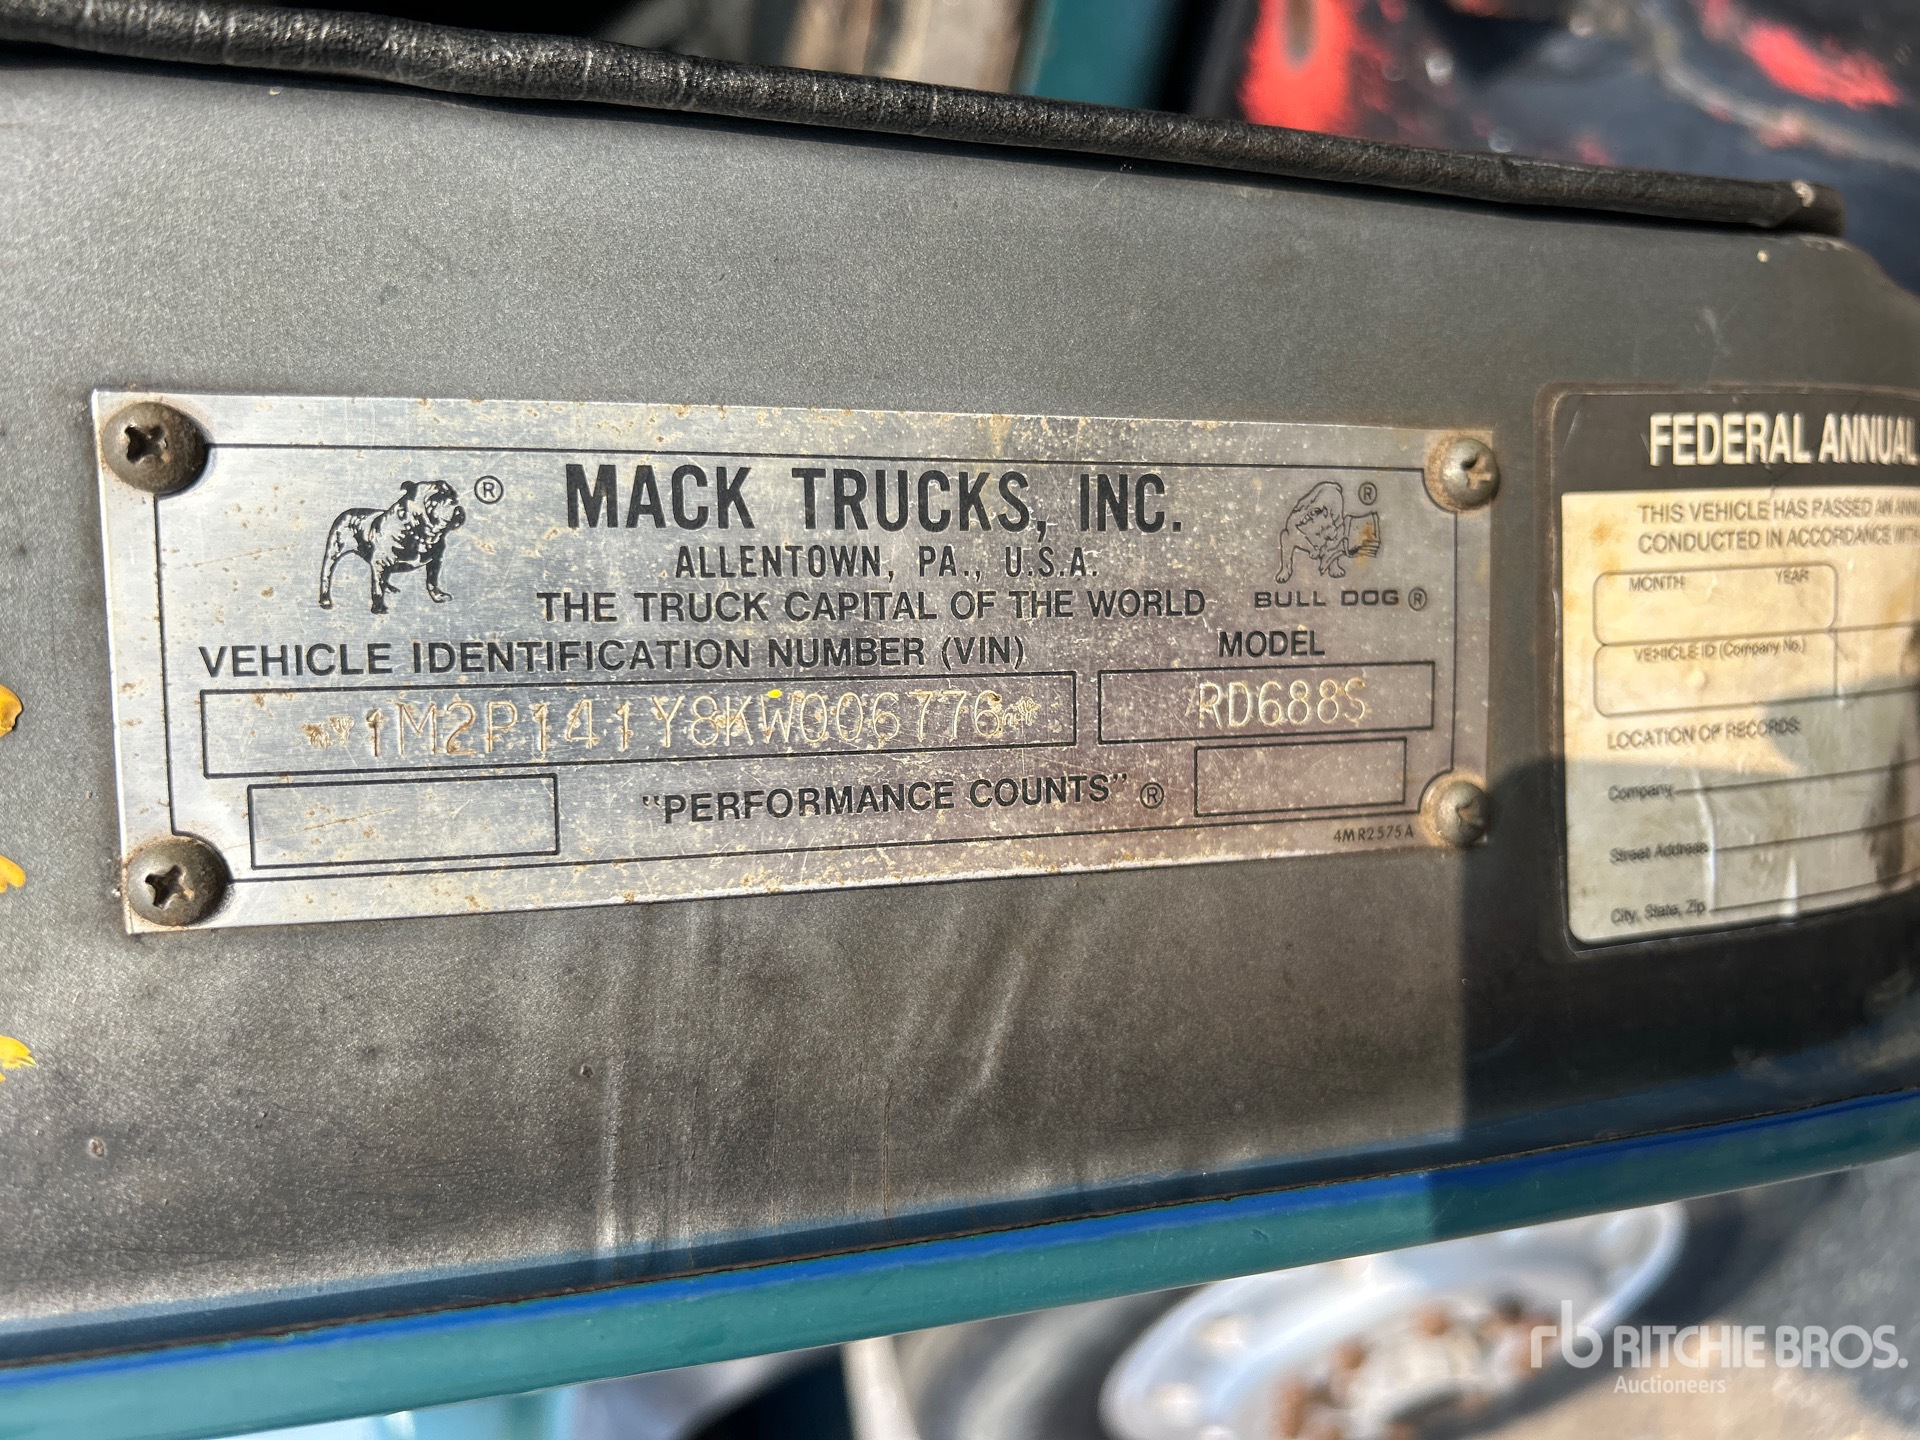 MACK TRUCKS, INC.
ALLENTOWN, PA., U.S.A.
THE TRUCK CAPITAL OF THE WORLD
®
®
BULL DOG ®
VEHICLE IDENTIFICATION NUMBER (VIN)
MODEL
1M2P141Y8KW006776
RD688S
"PERFORMANCE COUNTS" ®
4MR2575A
FEDERAL ANNUAL
THIS VEHICLE HAS PASSED AN
CONDUCTED IN ACCORDANCE WITH
MONTH YEAR
VEHICLE ID (Company No.)
LOCATION OF RECORDS:
Company
Street Address
City, State, Zip
rb RITCHIE BROS.
Auctioneers